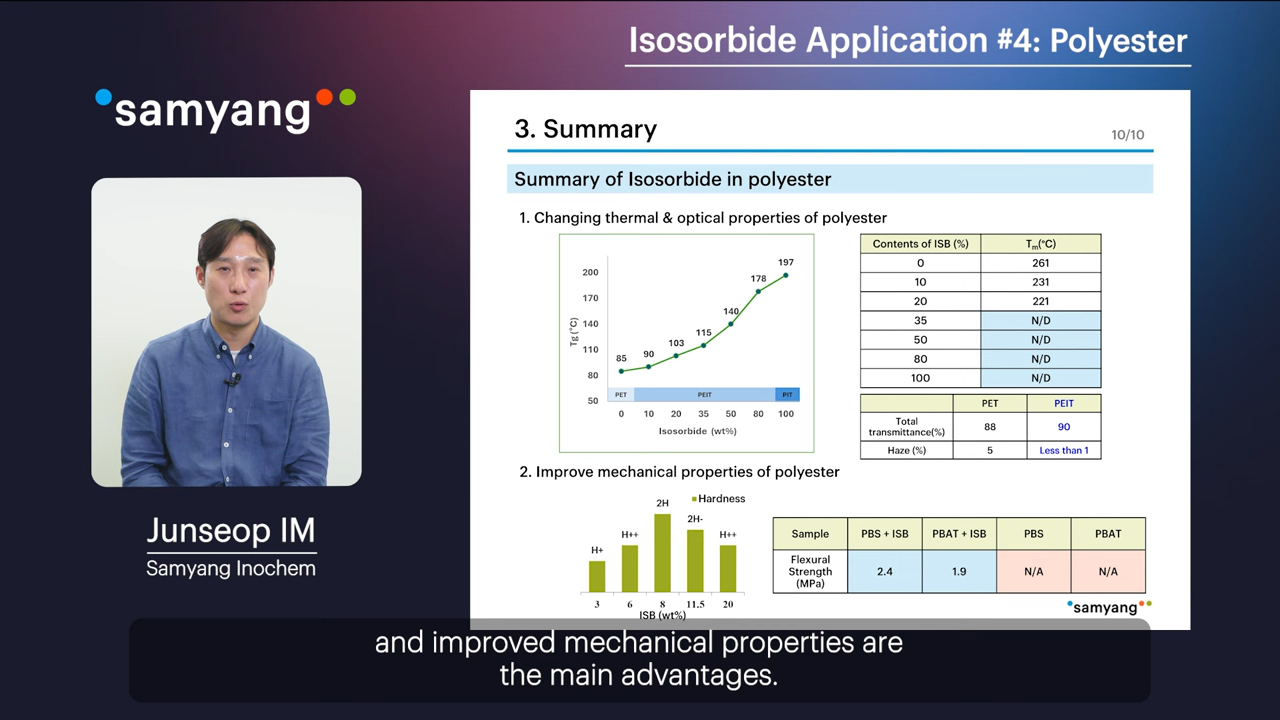 Isosorbide Application #4: Polyester
samyang
3. Summary
10/10
Summary of Isosorbide in polyester
1. Changing thermal & optical properties of polyester
Tg(°C)
200
170
140
110
80
50
85
90
103
115
140
178
197
PET
PEIT
PIT
0 10 20 35 50 80 100
Isosorbide (wt%)
Contents of ISB (%) Tm(°C)
0 261
10 231
20 221
35 N/D
50 N/D
80 N/D
100 N/D
PET PEIT
Total transmittance(%) 88 90
Haze (%) 5 Less than 1
2. Improve mechanical properties of polyester
Hardness
H+
H++
2H
2H-
H++
3 6 8 11.5 20
ISB (wt%)
Sample PBS + ISB PBAT + ISB PBS PBAT
Flexural
Strength
(MPa)
2.4 1.9 N/A N/A
samyang
Junseop IM
Samyang Inochem
and improved mechanical properties are
the main advantages.